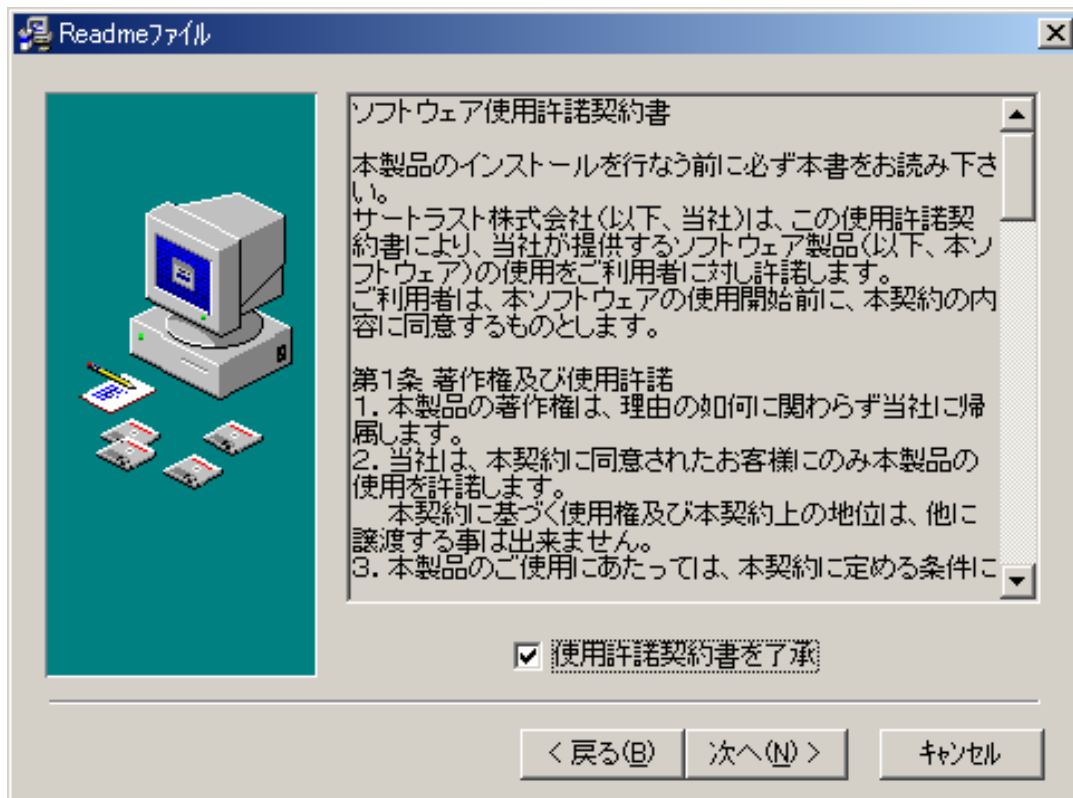 Readmeファイル
ソフトウェア使用許諾契約書
本製品のインストールを行なう前に必ず本書をお読み下さ
い。
サートラスト株式会社(以下、当社)は、この使用許諾契
約書により、当社が提供するソフトウェア製品(以下、本ソ
フトウェア)の使用をご利用者に対し許諾します。
ご利用者は、本ソフトウェアの使用開始前に、本契約の内
容に同意するものとします。
第1条 著作権及び使用許諾
1. 本製品の著作権は、理由の如何に関わらず当社に帰
属します。
2. 当社は、本契約に同意されたお客様にのみ本製品の
使用を許諾します。
本契約に基づく使用権及び本契約上の地位は、他に
譲渡する事は出来ません。
3. 本製品のご使用にあたっては、本契約に定める条件に
使用許諾契約書を了承
< 戻る(B)
次へ(N) >
キャンセル